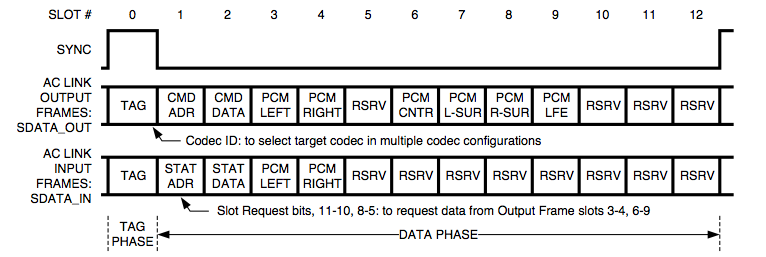 SLOT # 0 1 2 3 4 5 6 7 8 9 10 11 12
SYNC
AC LINK
OUTPUT
FRAMES:
SDATA_OUT
TAG CMD ADR CMD DATA PCM LEFT PCM RIGHT RSRV PCM CNTR PCM L-SUR PCM R-SUR PCM LFE RSRV RSRV RSRV
Codec ID: to select target codec in multiple codec configurations
AC LINK
INPUT
FRAMES:
SDATA_IN
TAG STAT ADR STAT DATA PCM LEFT PCM RIGHT RSRV RSRV RSRV RSRV RSRV RSRV RSRV RSRV
Slot Request bits, 11-10, 8-5: to request data from Output Frame slots 3-4, 6-9
TAG
PHASE
DATA PHASE